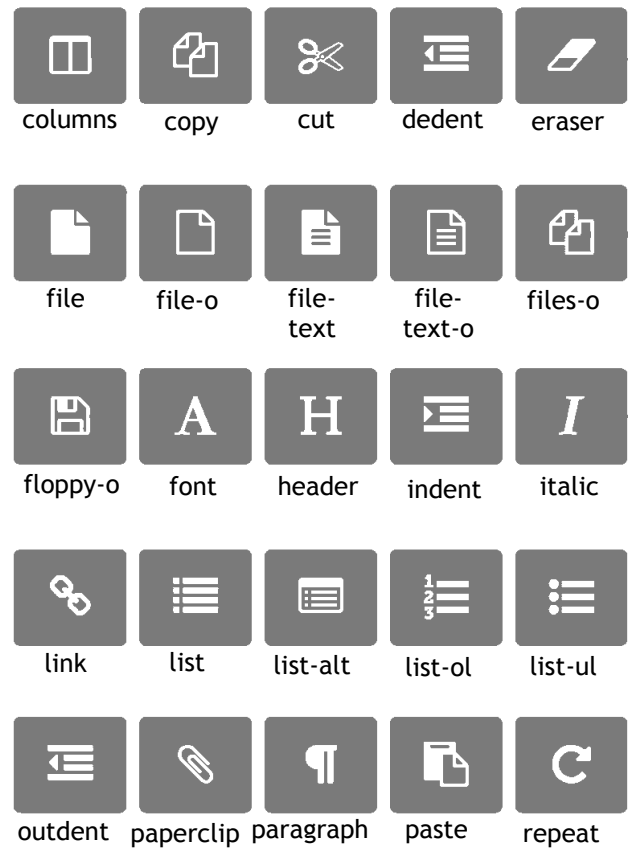 columns copy cut dedent eraser
file file-o file- file- files-o
text text-o
floppy-o font header indent italic
link list list-alt list-ol list-ul
outdent paperclip paragraph paste repeat